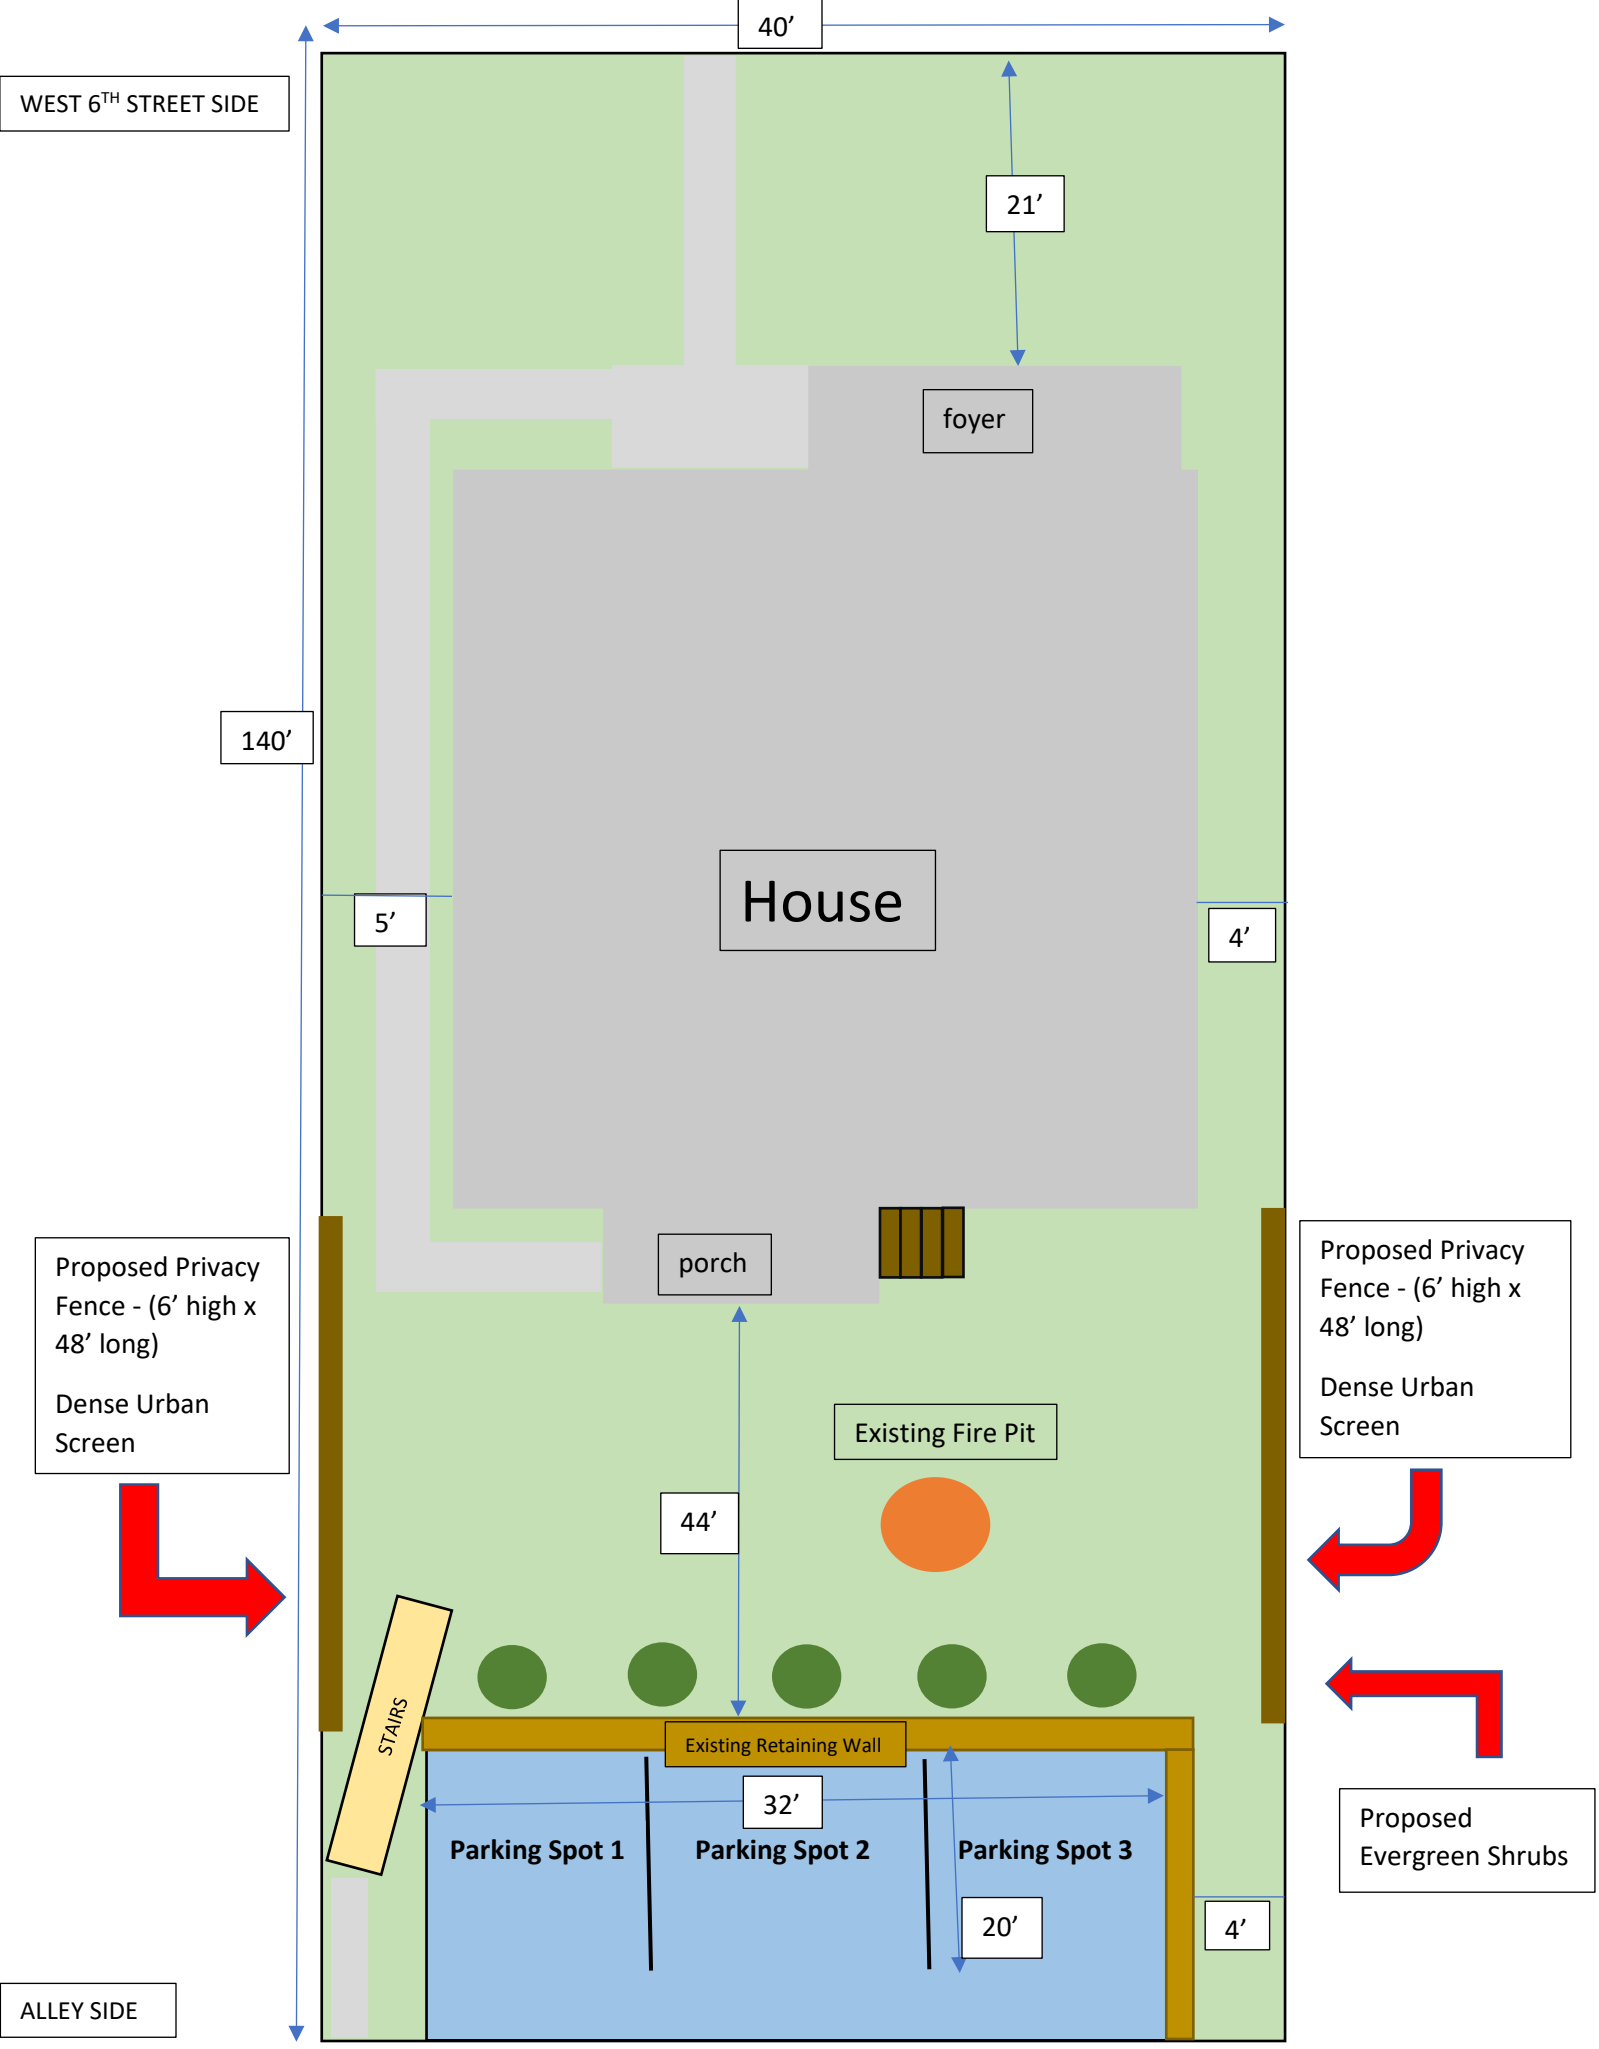 40’
WEST 6TH STREET SIDE
21’
foyer
140’
House
5’
4’
Proposed Privacy
Fence - (6’ high x
48’ long)
Dense Urban
Screen
porch
Proposed Privacy
Fence - (6’ high x
48’ long)
Dense Urban
Screen
Existing Fire Pit
44’
STAIRS
Existing Retaining Wall
32’
Parking Spot 1
Parking Spot 2
Parking Spot 3
Proposed
Evergreen Shrubs
20’
4’
ALLEY SIDE